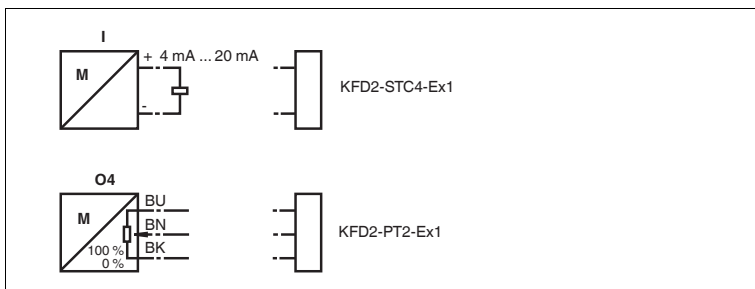 I
M
+ 4 mA ... 20 mA
-
KFD2-STC4-Ex1
O4
M
BU
BN
BK
100 %
0 %
KFD2-PT2-Ex1